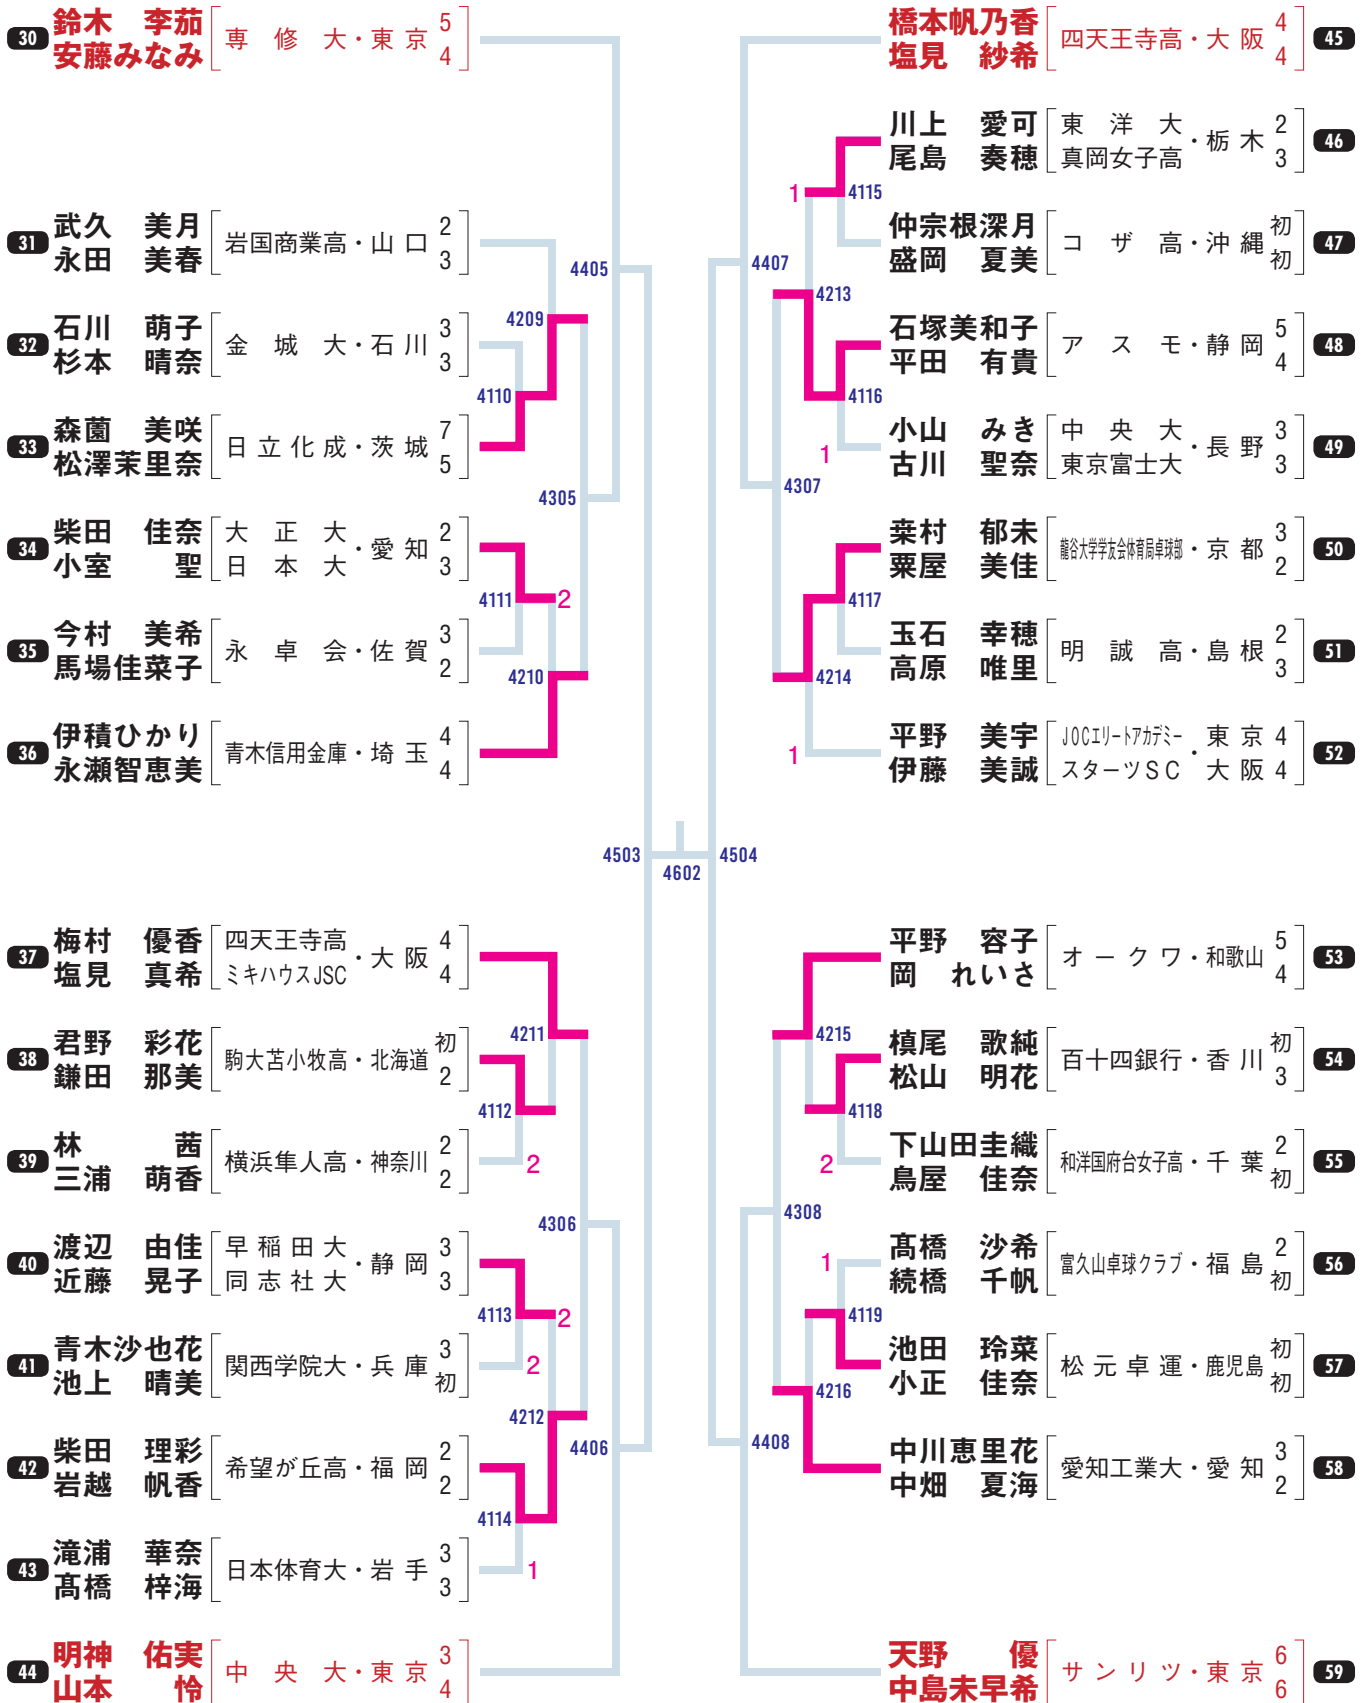 30 鈴木 李茄 専修大・東京 5
安藤みなみ 4
31 武久 美月 岩国商業高・山口 2
永田 美春 3
32 石川 萌子 金城大・石川 3
杉本 晴奈 3
33 森薗 美咲 日立化成・茨城 7
松澤茉里奈 5
34 柴田 佳奈 大正大・愛知 2
小室 聖 日本大 3
35 今村 美希 永卓会・佐賀 3
馬場佳菜子 2
36 伊積ひかり 青木信用金庫・埼玉 4
永瀬智恵美 4
37 梅村 優香 四天王寺高・大阪 4
塩見 真希 ミキハウスJSC 4
38 君野 彩花 駒大苫小牧高・北海道 初
鎌田 那美 2
39 林 茜 横浜隼人高・神奈川 2
三浦 萌香 2
40 渡辺 由佳 早稲田大・静岡 3
近藤 晃子 同志社大 3
41 青木沙也花 関西学院大・兵庫 3
池上 晴美 初
42 柴田 理彩 希望が丘高・福岡 2
岩越 帆香 2
43 滝浦 華奈 日本体育大・岩手 3
髙橋 梓海 3
44 明神 佑実 中央大・東京 3
山本 怜 4
4405
4209
4110
4305
4111 2
4210
4503
4602
4504
4211
4112
2
4306
4113 2
2
4212
4406
4114
1
橋本帆乃香 四天王寺高・大阪 4 45
塩見 紗希 4
川上 愛可 東洋大・栃木 2 46
尾島 奏穂 真岡女子高 3
仲宗根深月 コザ高・沖縄 初 47
盛岡 夏美 初
石塚美和子 アスモ・静岡 5 48
平田 有貴 4
小山 みき 中央大・長野 3 49
古川 聖奈 東京富士大 3
桒村 郁未 龍谷大学学友会体育局卓球部・京都 3 50
粟屋 美佳 2
玉石 幸穂 明誠高・島根 2 51
高原 唯里 3
平野 美宇 JOCエリートアカデミー・東京 4 52
伊藤 美誠 スターツSC 大阪 4
平野 容子 オークワ・和歌山 5 53
岡 れいさ 4
槙尾 歌純 百十四銀行・香川 初 54
松山 明花 3
下山田圭織 和洋国府台女子高・千葉 2 55
鳥屋 佳奈 初
髙橋 沙希 富久山卓球クラブ・福島 2 56
続橋 千帆 初
池田 玲菜 松元卓運・鹿児島 初 57
小正 佳奈 初
中川恵里花 愛知工業大・愛知 3 58
中畑 夏海 2
天野 優 サンリツ・東京 6 59
中島未早希 6
1 4115
4407
4213
4116
1
4307
4117
4214
1
4215
4118
2
4308
1
4119
4216
4408